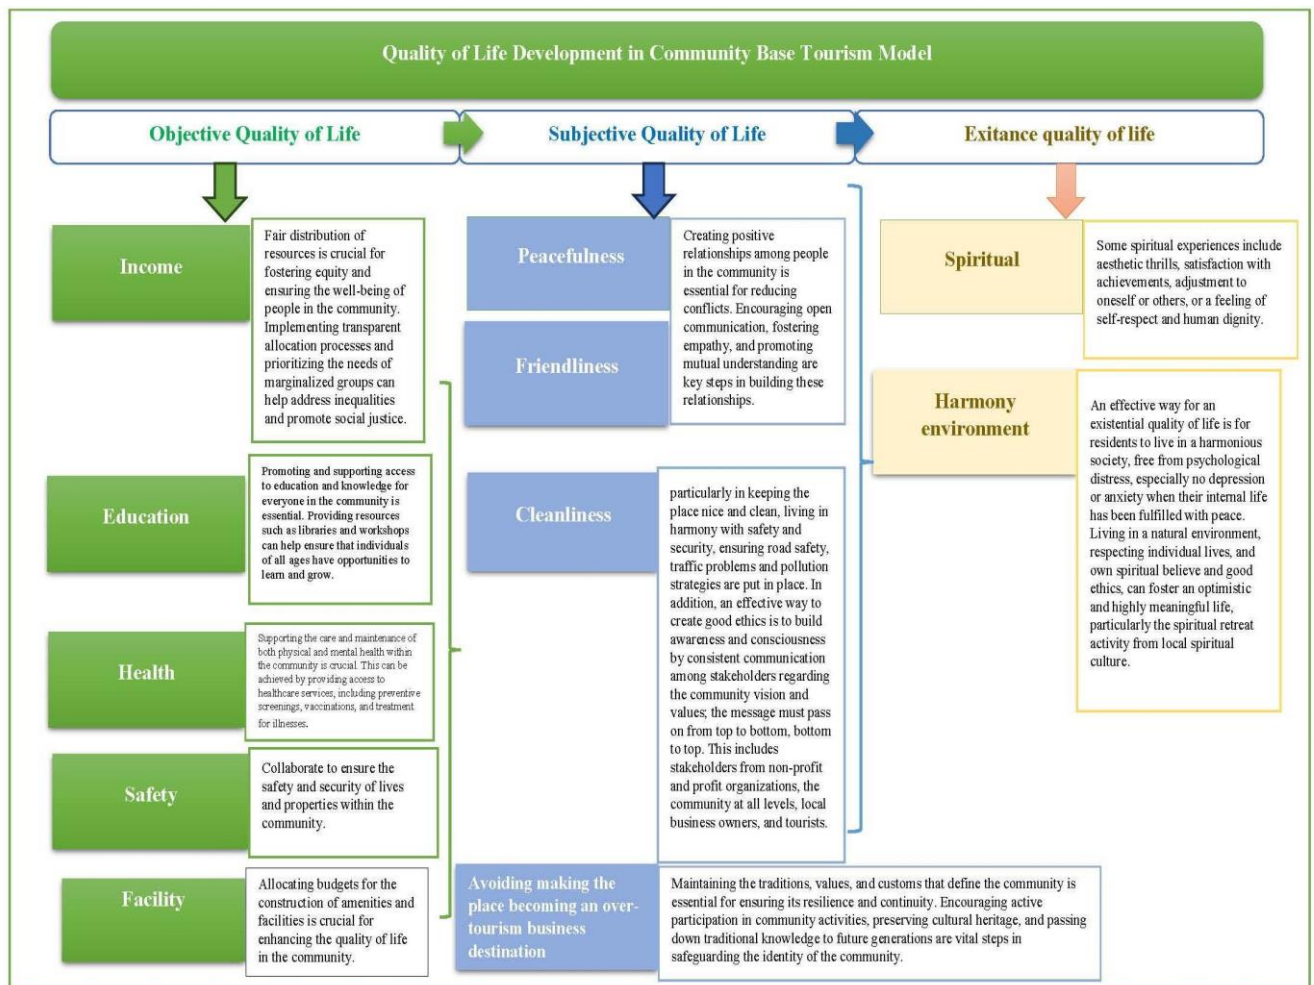 Quality of Life Development in Community Base Tourism Model
Objective Quality of Life
Subjective Quality of Life
Exitance quality of life
Income
Fair distribution of
resources is crucial for
fostering equity and
ensuring the well-being of
people in the community.
Implementing transparent
allocation processes and
prioritizing the needs of
marginalized groups can
help address inequalities
and promote social justice.
Education
Promoting and supporting access
to education and knowledge for
everyone in the community is
essential. Providing resources
such as libraries and workshops
can help ensure that individuals
of all ages have opportunities to
learn and grow.
Health
Supporting the care and maintenance of
both physical and mental health within
the community is crucial. This can be
achieved by providing access to
healthcare services, including preventive
screenings, vaccinations, and treatment
for illnesses.
Safety
Collaborate to ensure the
safety and security of lives
and properties within the
community.
Facility
Allocating budgets for the
construction of amenities and
facilities is crucial for
enhancing the quality of life
in the community.
Peacefulness
Friendliness
Creating positive
relationships among people
in the community is
essential for reducing
conflicts. Encouraging open
communication, fostering
empathy, and promoting
mutual understanding are
key steps in building these
relationships.
Cleanliness
particularly in keeping the
place nice and clean, living in
harmony with safety and
security, ensuring road safety,
traffic problems and pollution
strategies are put in place. In
addition, an effective way to
create good ethics is to build
awareness and consciousness
by consistent communication
among stakeholders regarding
the community vision and
values; the message must pass
on from top to bottom, bottom
to top. This includes
stakeholders from non-profit
and profit organizations, the
community at all levels, local
business owners, and tourists.
Avoiding making the
place becoming an over-
tourism business
destination
Maintaining the traditions, values, and customs that define the community is
essential for ensuring its resilience and continuity. Encouraging active
participation in community activities, preserving cultural heritage, and passing
down traditional knowledge to future generations are vital steps in
safeguarding the identity of the community.
Spiritual
Some spiritual experiences include
aesthetic thrills, satisfaction with
achievements, adjustment to
oneself or others, or a feeling of
self-respect and human dignity.
Harmony
environment
An effective way for an
existential quality of life is for
residents to live in a harmonious
society, free from psychological
distress, especially no depression
or anxiety when their internal life
has been fulfilled with peace.
Living in a natural environment,
respecting individual lives, and
own spiritual believe and good
ethics, can foster an optimistic
and highly meaningful life,
particularly the spiritual retreat
activity from local spiritual
culture.